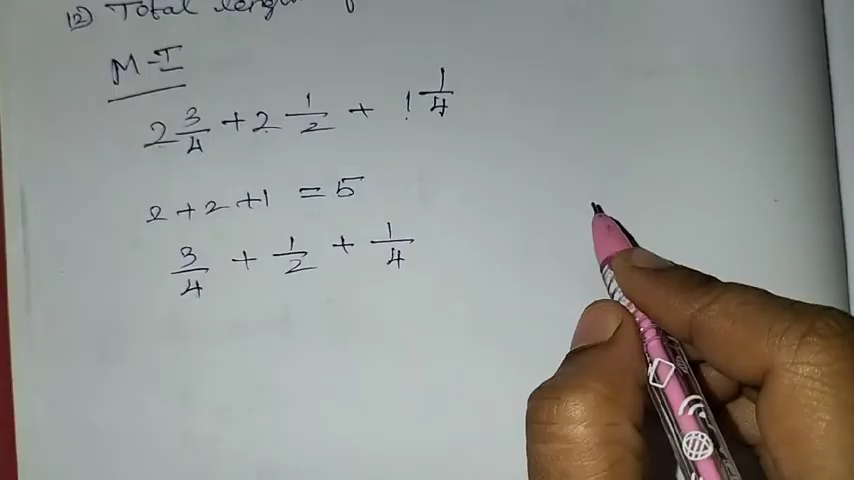 12) Total length
M-I
2 3/4 + 2 1/2 + 1 1/4
2 + 2 + 1 = 5
3/4 + 1/2 + 1/4